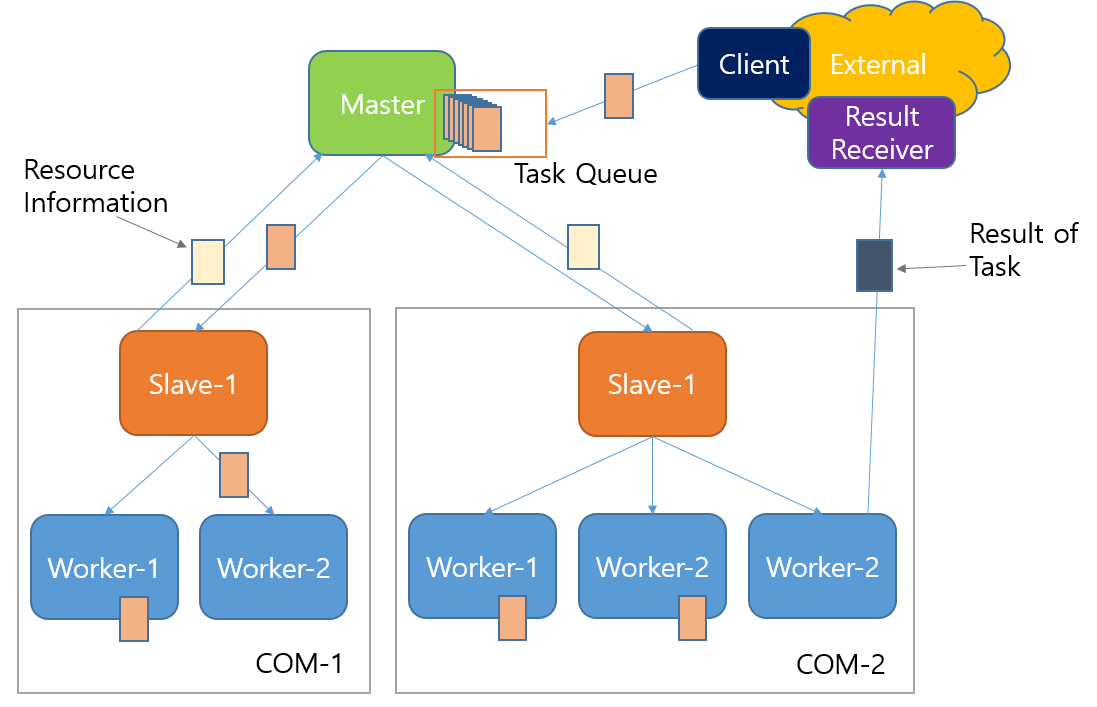 Client
External
Master
Result
Receiver
Task Queue
Resource
Information
Result of
Task
Slave-1
Slave-1
Worker-1
Worker-2
Worker-1
Worker-2
Worker-2
COM-1
COM-2